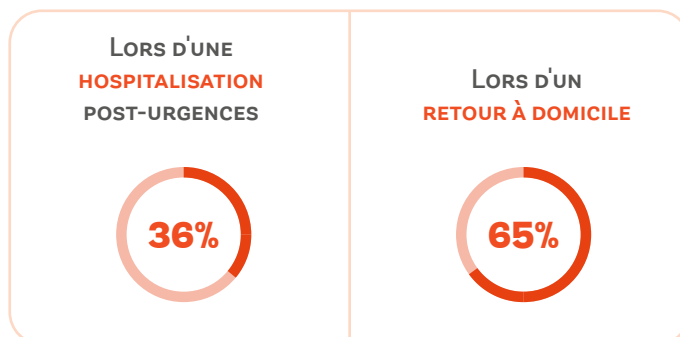 Lors d'une
hospitalisation
post-urgences
36%
Lors d'un
retour à domicile
65%